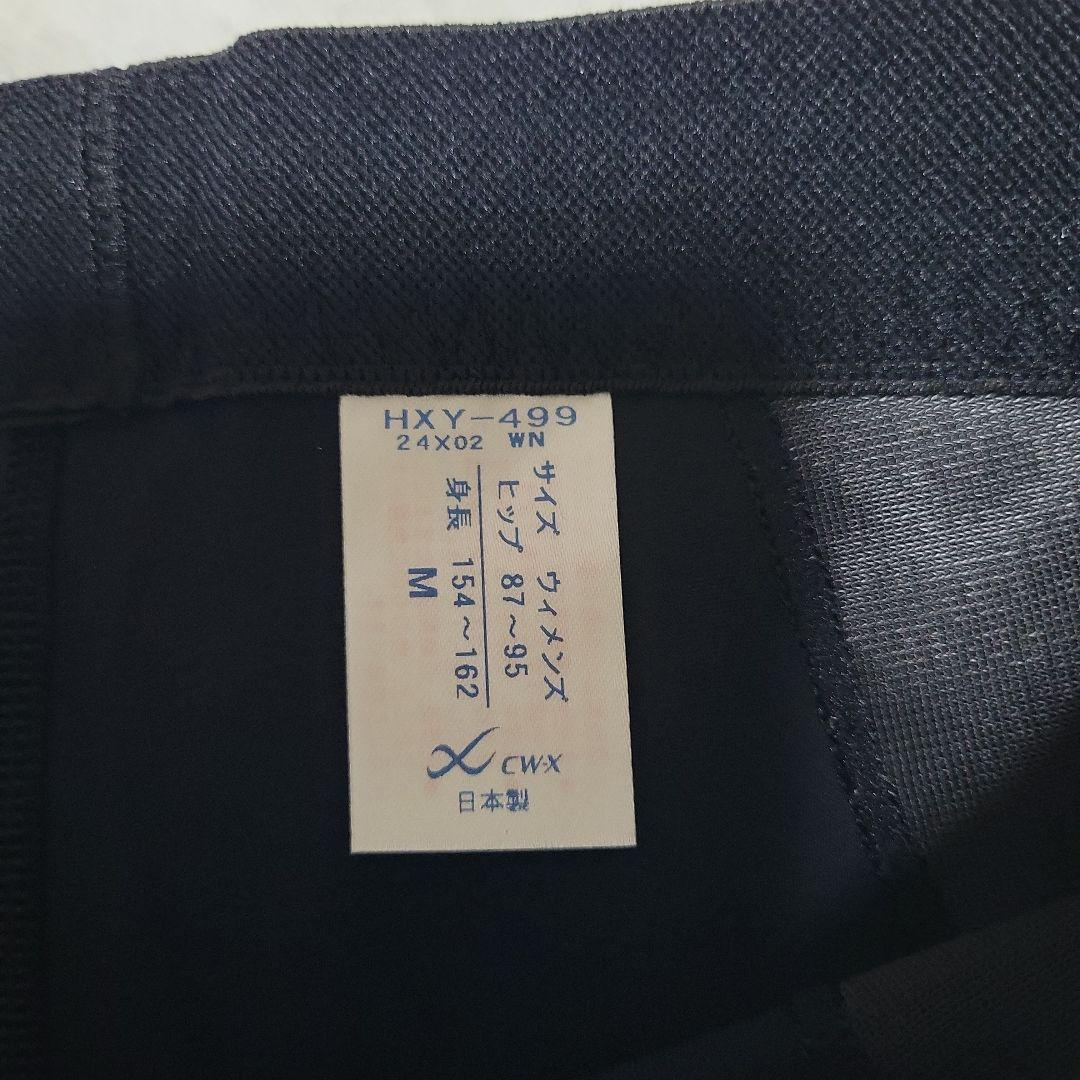 HXY-499
24X02 WN
サイズ ウィメンズ
ヒップ 87～95
身長 154～162
M
CW-X
日本製